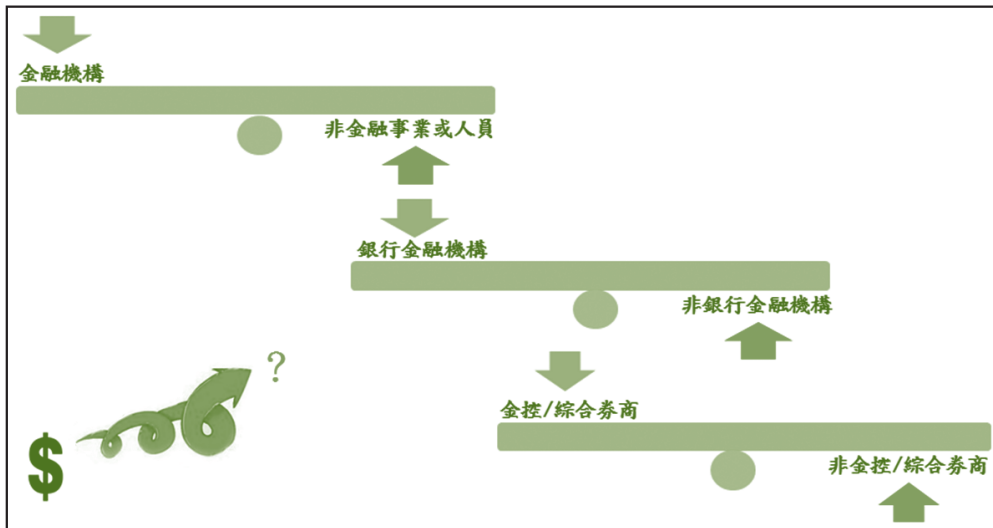 金融機構
非金融事業或人員
銀行金融機構
非銀行金融機構
金控/綜合券商
非金控/綜合券商
?
$